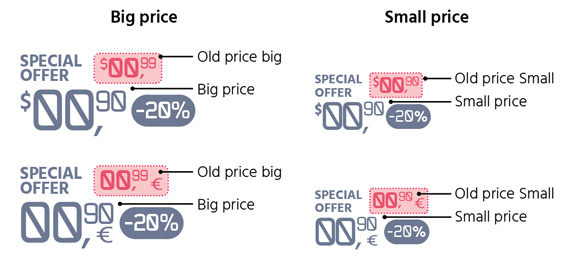 Big price
Small price
SPECIAL
OFFER
$00,99
Old price big
$00,90
Big price
-20%
SPECIAL
OFFER
$00,90
Old price Small
$00,90
Small price
-20%
SPECIAL
OFFER
00,99 €
Old price big
00,90 €
Big price
-20%
SPECIAL
OFFER
00,90 €
Old price Small
00,90 €
Small price
-20%